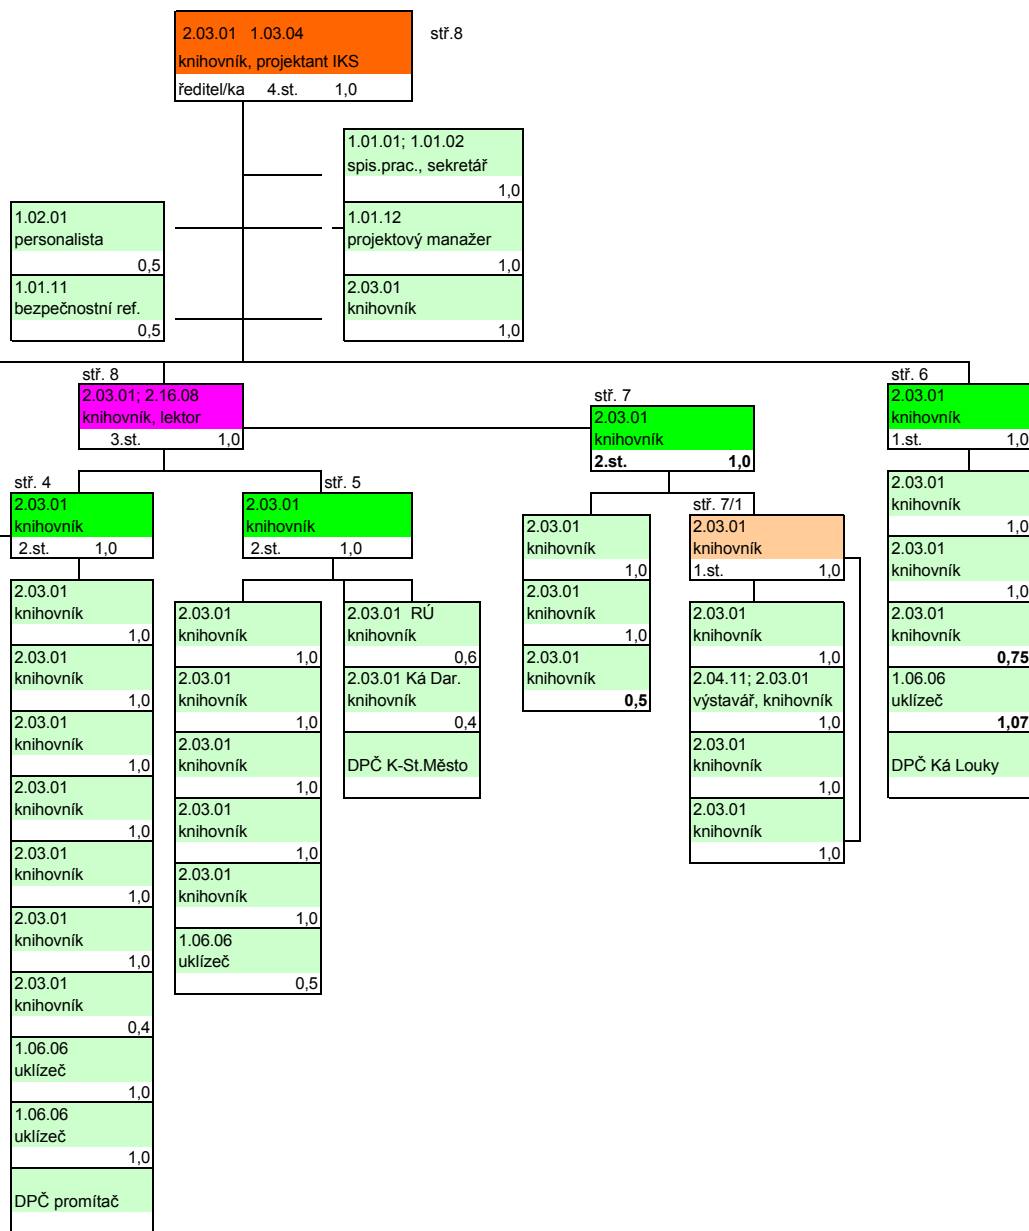 2.03.01 1.03.04
stř.8
knihovník, projektant IKS
ředitel/ka 4.st. 1,0
1.01.01; 1.01.02
spis.prac., sekretář
1,0
1.01.12
projektový manažer
1,0
2.03.01
knihovník
1,0
1.02.01
personalista
0,5
1.01.11
bezpečnostní ref.
0,5
stř. 8
2.03.01; 2.16.08
knihovník, lektor
3.st. 1,0
stř. 4
2.03.01
knihovník
2.st. 1,0
2.03.01
knihovník
1,0
2.03.01
knihovník
1,0
2.03.01
knihovník
1,0
2.03.01
knihovník
1,0
2.03.01
knihovník
1,0
2.03.01
knihovník
1,0
2.03.01
knihovník
0,4
1.06.06
uklízeč
1,0
1.06.06
uklízeč
1,0
DPČ promítač
stř. 5
2.03.01
knihovník
2.st. 1,0
2.03.01
knihovník
1,0
2.03.01
knihovník
1,0
2.03.01
knihovník
1,0
2.03.01
knihovník
1,0
2.03.01
knihovník
1,0
1.06.06
uklízeč
0,5
2.03.01 RÚ
knihovník
0,6
2.03.01 Ká Dar.
knihovník
0,4
DPČ K-St.Město
stř. 7
2.03.01
knihovník
2.st. 1,0
2.03.01
knihovník
1,0
2.03.01
knihovník
1,0
2.03.01
knihovník
0,5
stř. 7/1
2.03.01
knihovník
1.st. 1,0
2.03.01
knihovník
1,0
2.04.11; 2.03.01
výstavář, knihovník
1,0
2.03.01
knihovník
1,0
2.03.01
knihovník
1,0
stř. 6
2.03.01
knihovník
1.st. 1,0
2.03.01
knihovník
1,0
2.03.01
knihovník
1,0
2.03.01
knihovník
0,75
1.06.06
uklízeč
1,07
DPČ Ká Louky